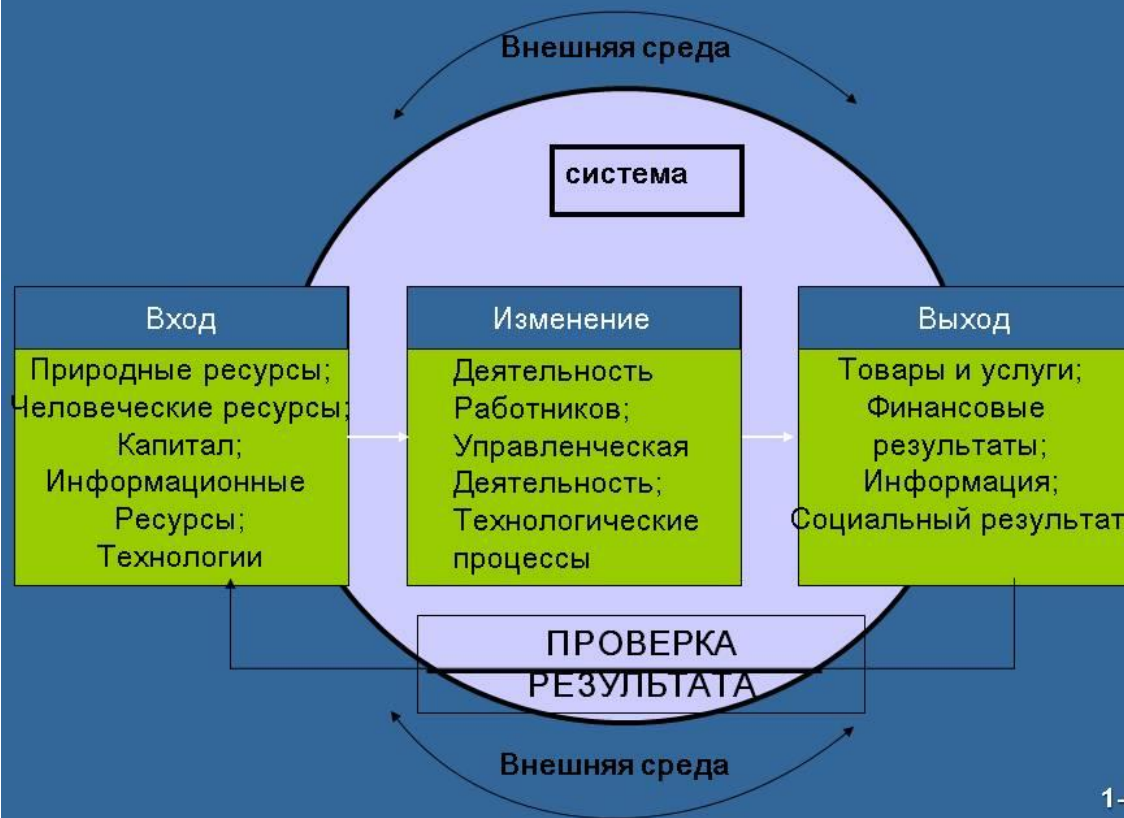 Внешняя среда
система
Вход
Природные ресурсы;
Человеческие ресурсы;
Капитал;
Информационные
Ресурсы;
Технологии
Изменение
Деятельность
Работников;
Управленческая
Деятельность;
Технологические
процессы
Выход
Товары и услуги;
Финансовые
результаты;
Информация;
Социальный результат
ПРОВЕРКА
РЕЗУЛЬТАТА
Внешняя среда
1-